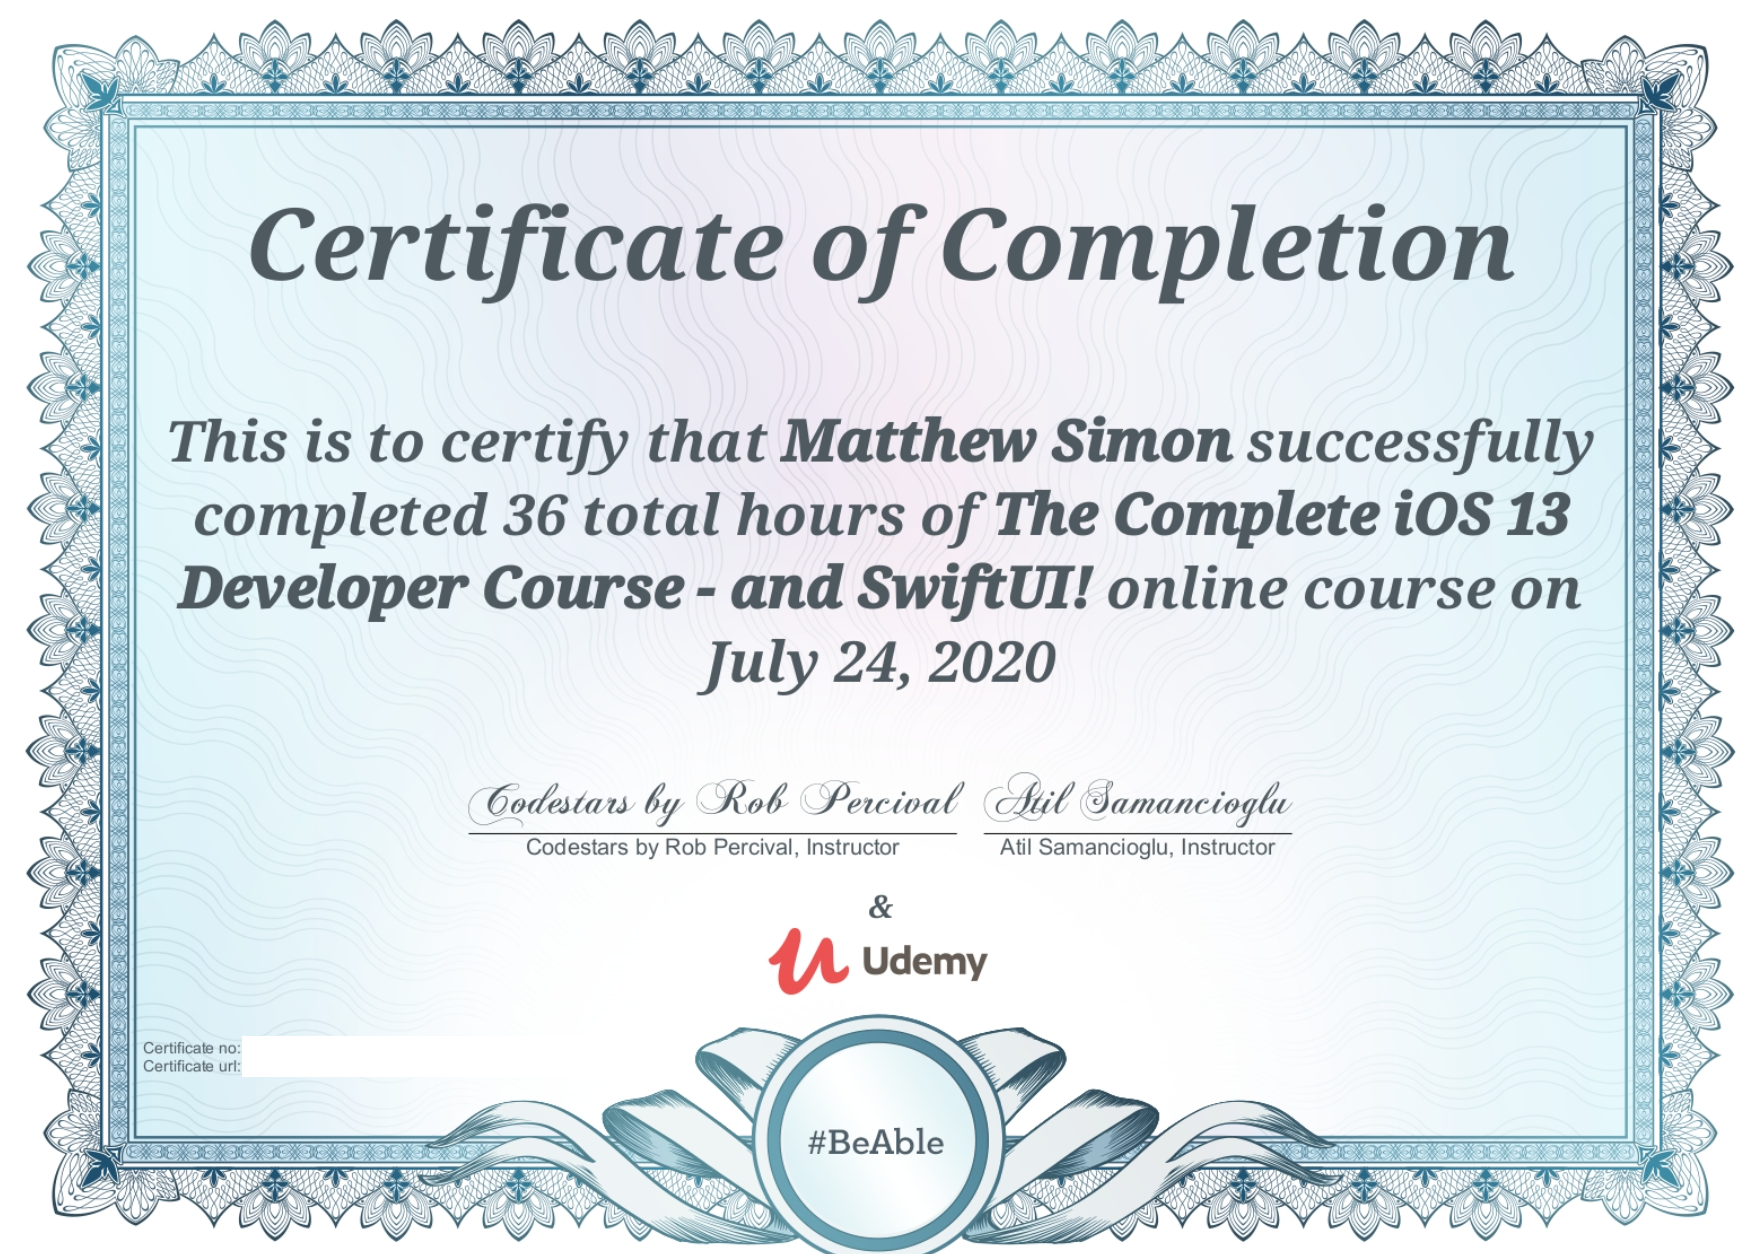 Certificate of Completion
This is to certify that Matthew Simon successfully
completed 36 total hours of The Complete iOS 13
Developer Course - and SwiftUI! online course on
July 24, 2020
Codestars by Rob Percival Atil Samancioglu
Codestars by Rob Percival, Instructor Atil Samancioglu, Instructor
&
Udemy
Certificate no:
Certificate url:
#BeAble